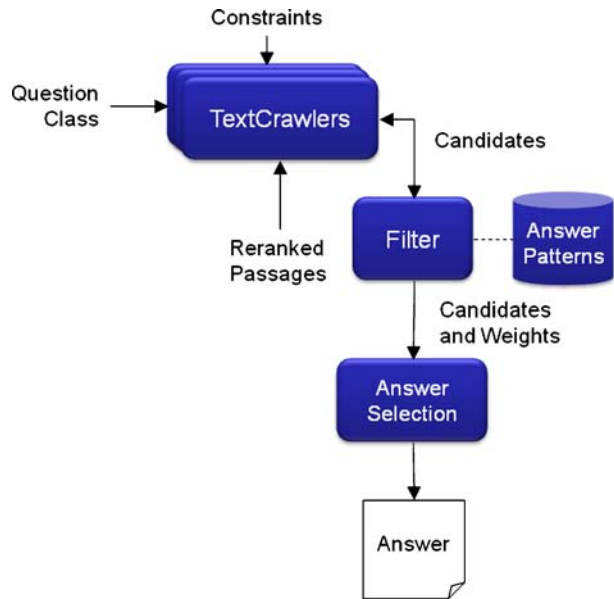 Constraints
Question
Class
TextCrawlers
Candidates
Reranked
Passages
Filter
Answer
Patterns
Candidates
and Weights
Answer
Selection
Answer